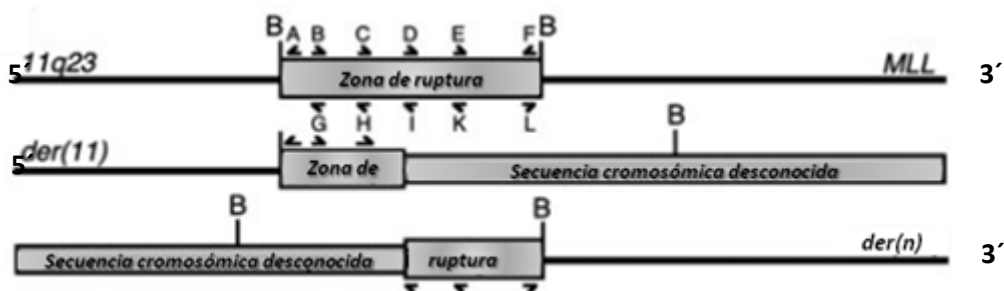 B A B C D E F B
5´ 11q23 Zona de ruptura MLL 3´
G H I K L
B
5´ der(11) Zona de Secuencia cromosómica desconocida
B B
Secuencia cromosómica desconocida ruptura der(n) 3´